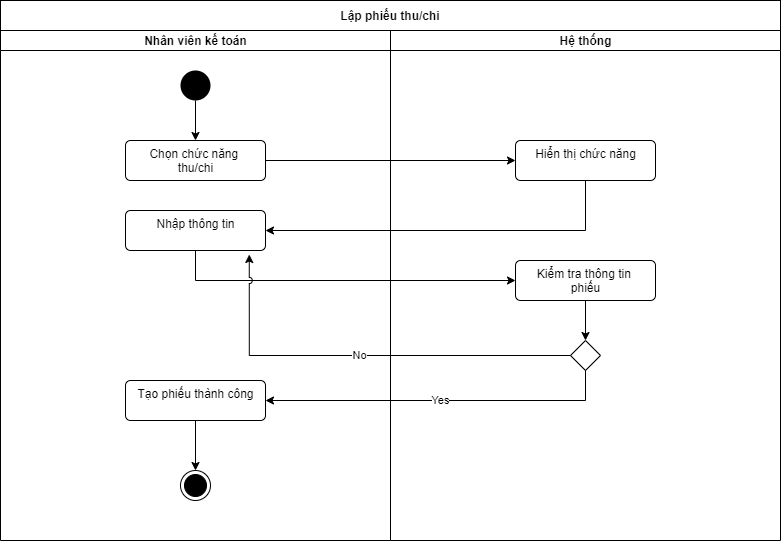 Lập phiếu thu/chi
Nhân viên kế toán
Hệ thống
Chọn chức năng
thu/chi
Hiển thị chức năng
Nhập thông tin
Kiểm tra thông tin
phiếu
No
Tạo phiếu thành công
Yes